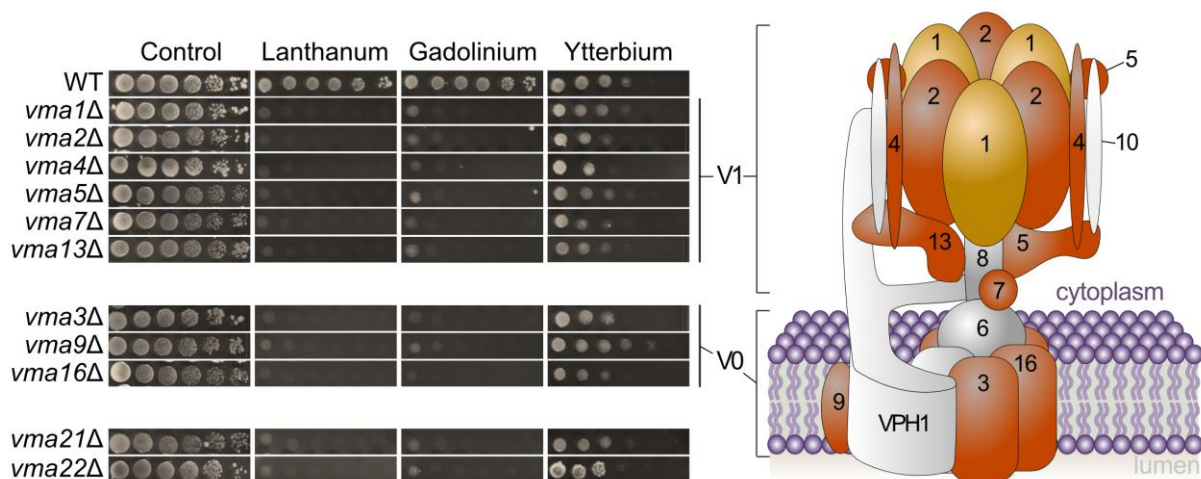 Control Lanthanum Gadolinium Ytterbium
WT
vma1Δ
vma2Δ
vma4Δ
vma5Δ
vma7Δ
vma13Δ
vma3Δ
vma9Δ
vma16Δ
vma21Δ
vma22Δ
V1
V0
2
1 1
5
2 2
4 1 4 10
13 8 5
7
cytoplasm
6
16
3
9
VPH1
lumen